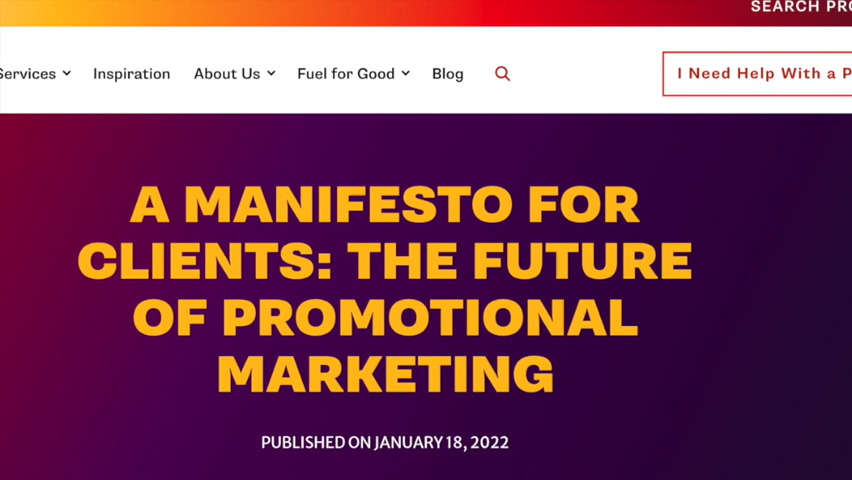 SEARCH
Services Inspiration About Us Fuel for Good Blog
I Need Help With a
A MANIFESTO FOR
CLIENTS: THE FUTURE
OF PROMOTIONAL
MARKETING
PUBLISHED ON JANUARY 18, 2022